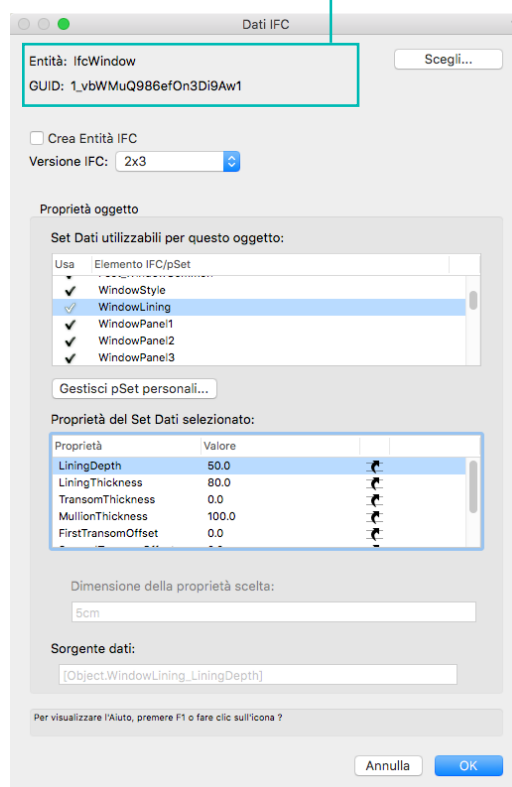 Dati IFC
Entità: IfcWindow
Scegli...
GUID: 1_vbWMuQ986efOn3Di9Aw1
Crea Entità IFC
Versione IFC: 2x3
Proprietà oggetto
Set Dati utilizzabili per questo oggetto:
Usa Elemento IFC/pSet
WindowStyle
WindowLining
WindowPanel1
WindowPanel2
WindowPanel3
Gestisci pSet personali...
Proprietà del Set Dati selezionato:
Proprietà Valore
LiningDepth 50.0
LiningThickness 80.0
TransomThickness 0.0
MullionThickness 100.0
FirstTransomOffset 0.0
Dimensione della proprietà scelta:
5cm
Sorgente dati:
[Object.WindowLining_LiningDepth]
Per visualizzare l'Aiuto, premere F1 o fare clic sull'icona ?
Annulla OK